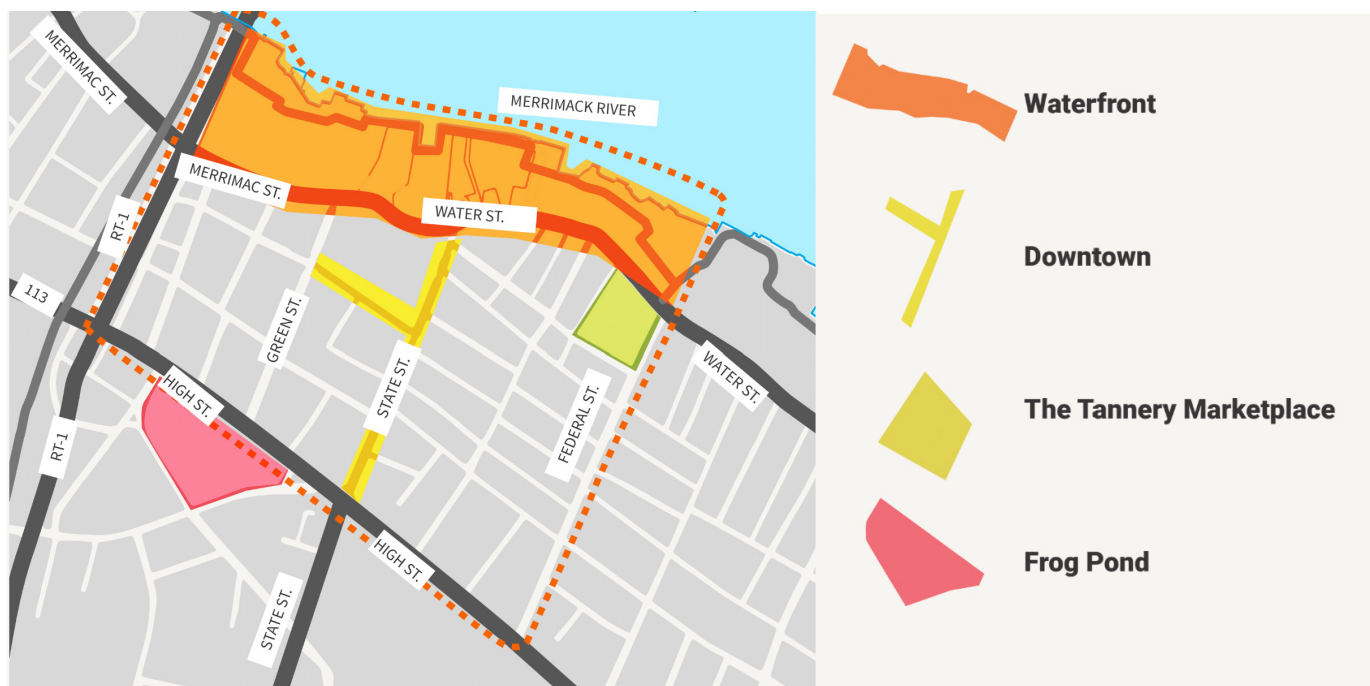 MERRIMAC ST.
MERRIMACK RIVER
MERRIMAC ST.
WATER ST.
RT-1
113
GREEN ST.
STATE ST.
HIGH ST.
FEDERAL ST.
WATER ST.
RT-1
HIGH ST.
STATE ST.
Waterfront
Downtown
The Tannery Marketplace
Frog Pond